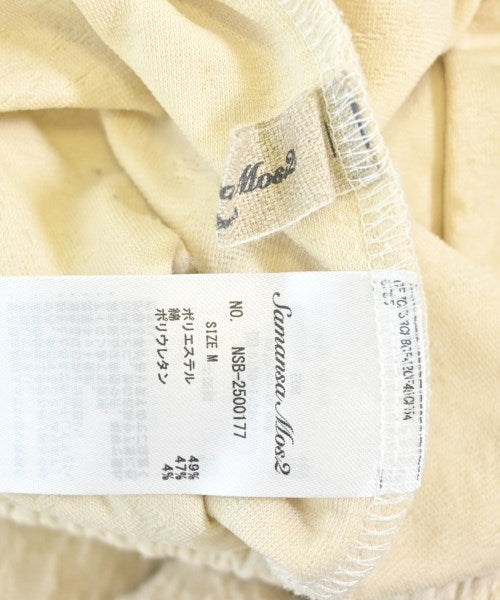 Samansa Mos2
NO. NSB-2500177
SIZE M
ポリエステル 49%
綿 47%
ポリウレタン 4%
Mos2